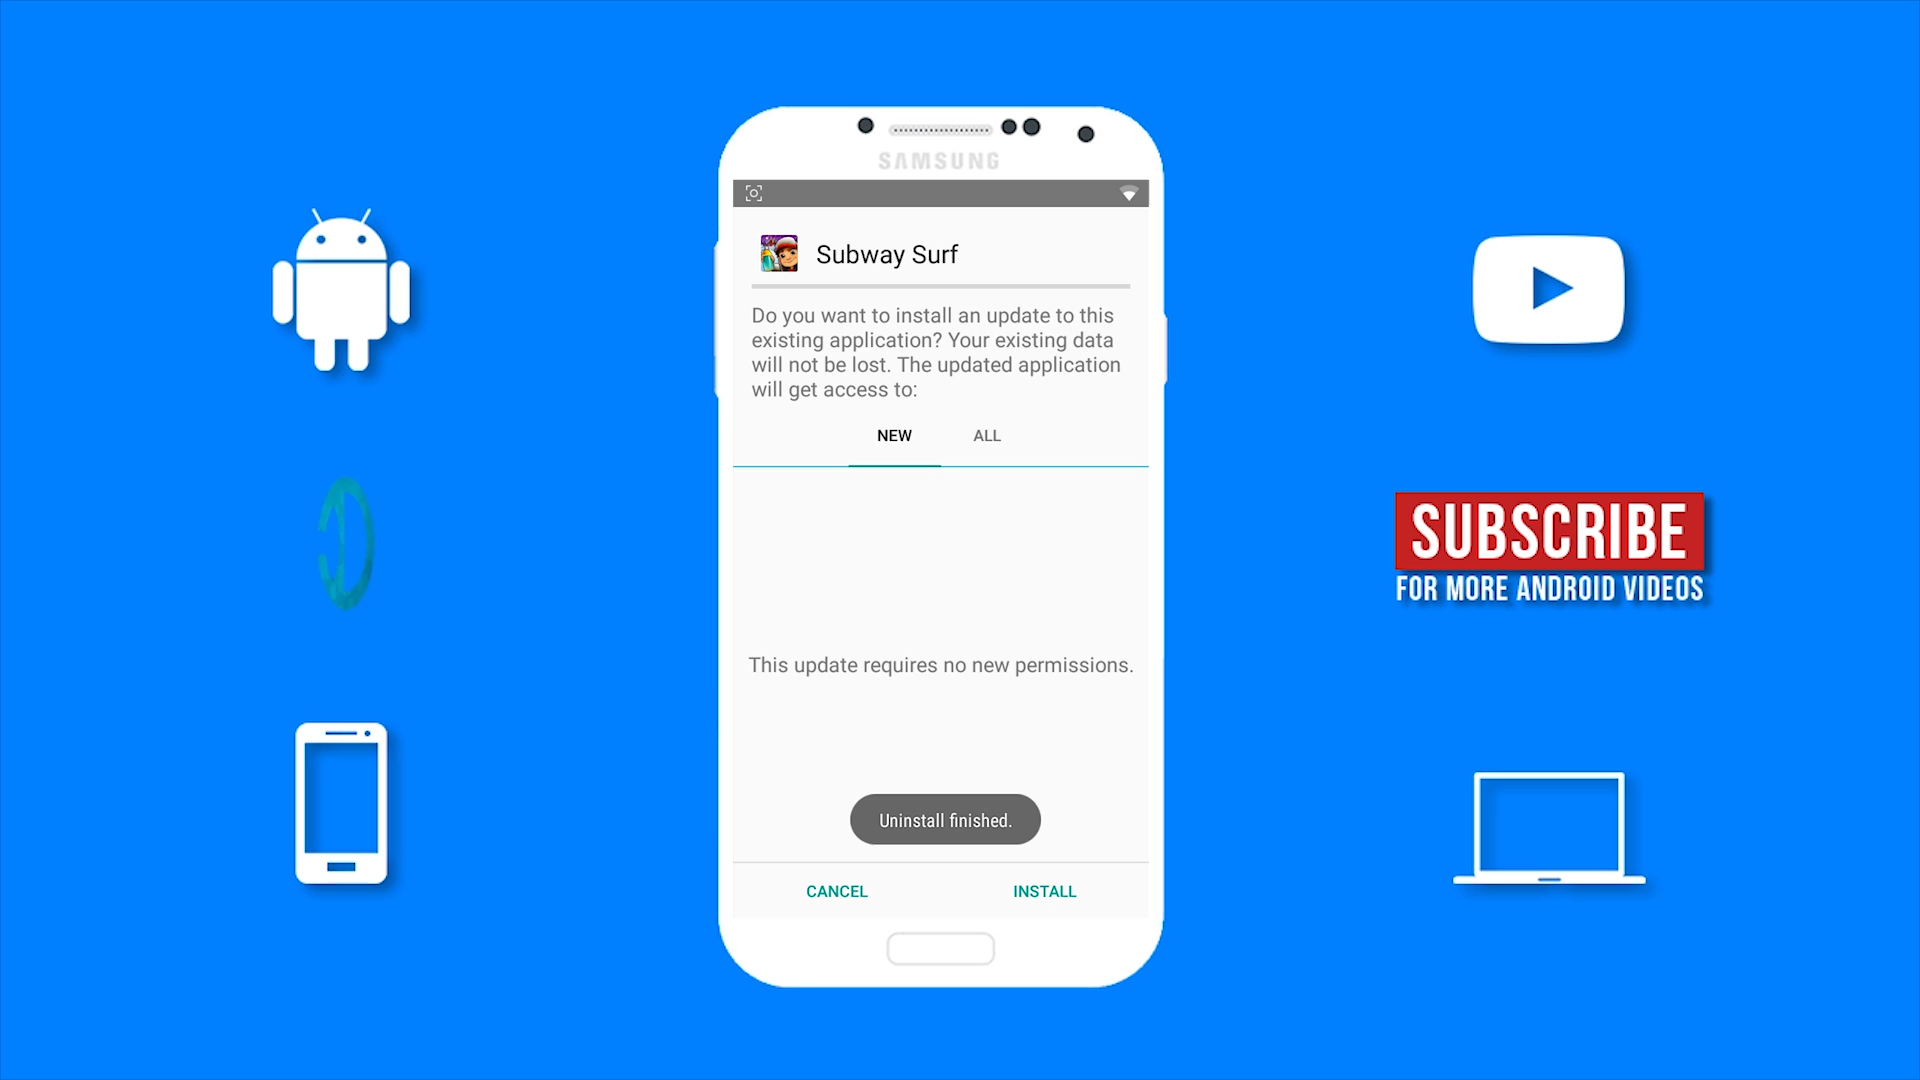 SAMSUNG
Subway Surf
Do you want to install an update to this
existing application? Your existing data
will not be lost. The updated application
will get access to:
NEW
ALL
This update requires no new permissions.
Uninstall finished.
CANCEL
INSTALL
SUBSCRIBE
FOR MORE ANDROID VIDEOS